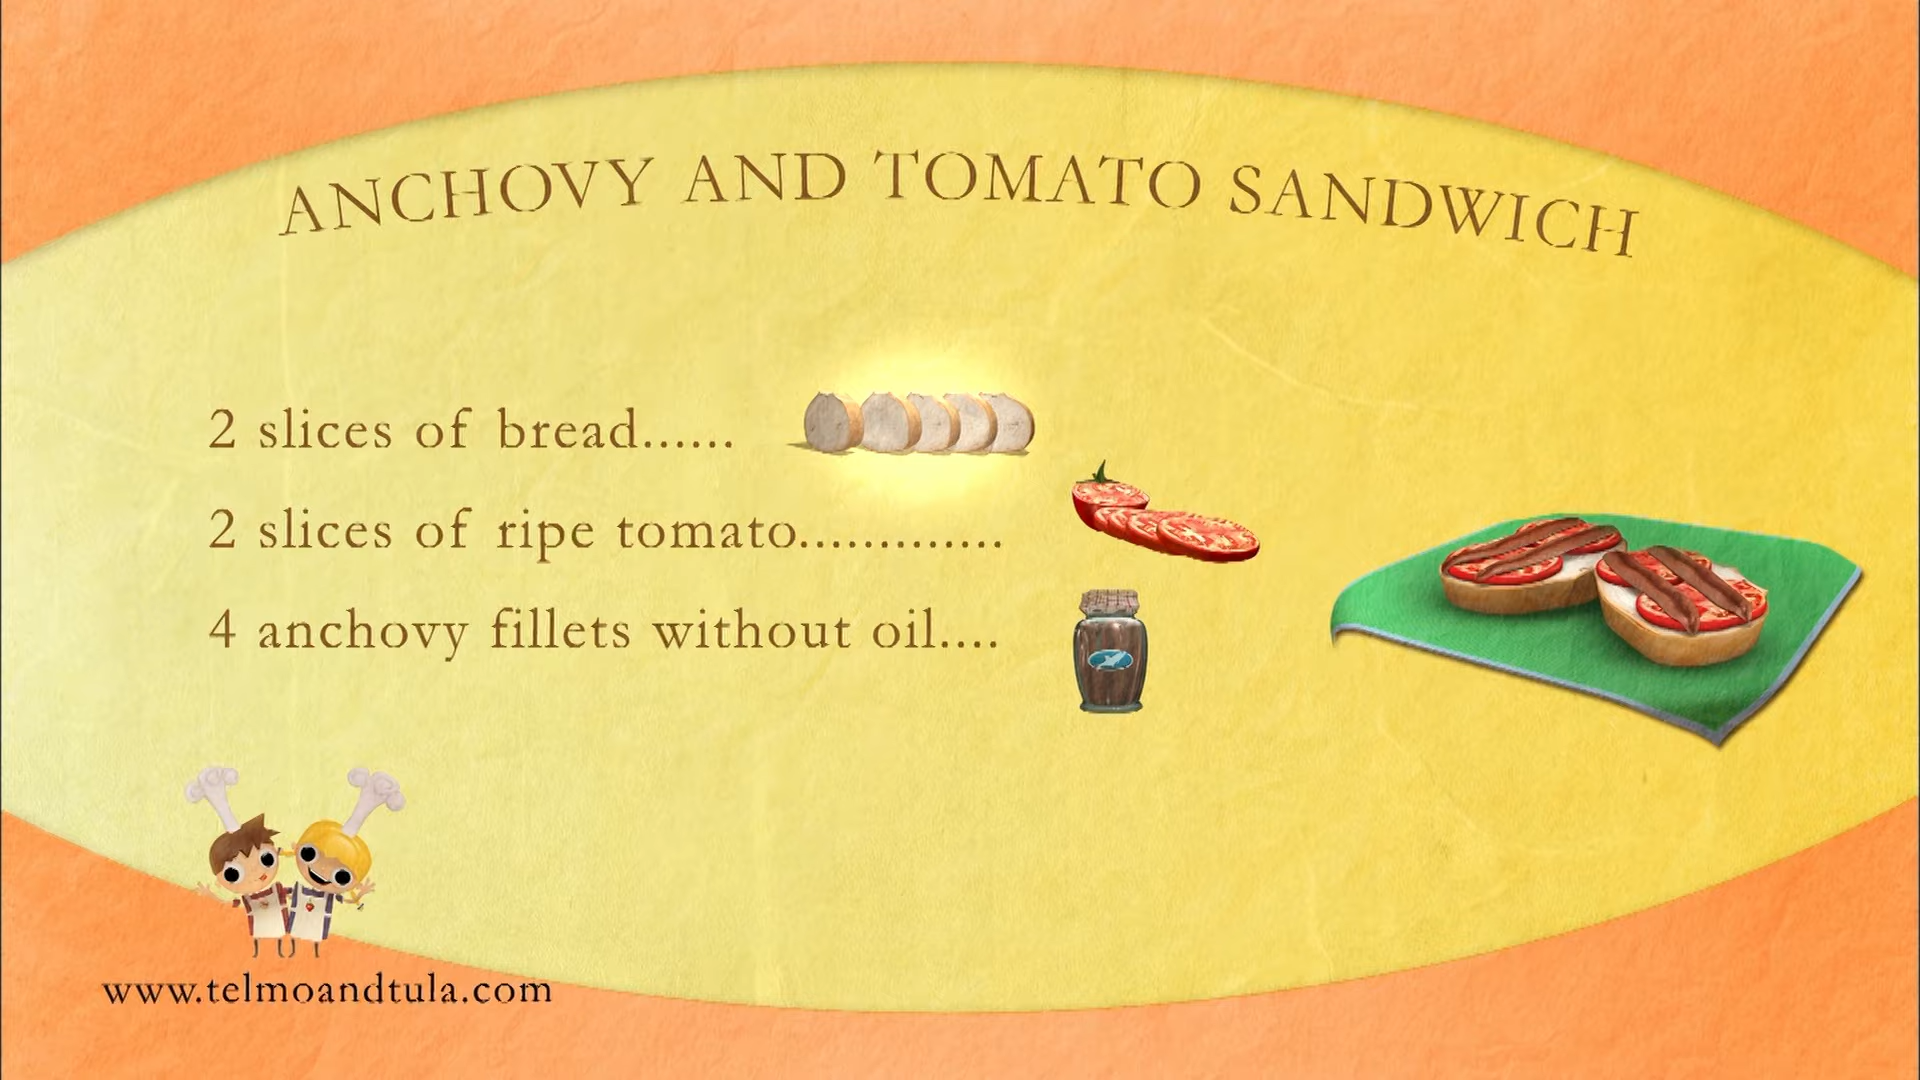 ANCHOVY AND TOMATO SANDWICH
2 slices of bread......
2 slices of ripe tomato.............
4 anchovy fillets without oil....
www.telmoandtula.com